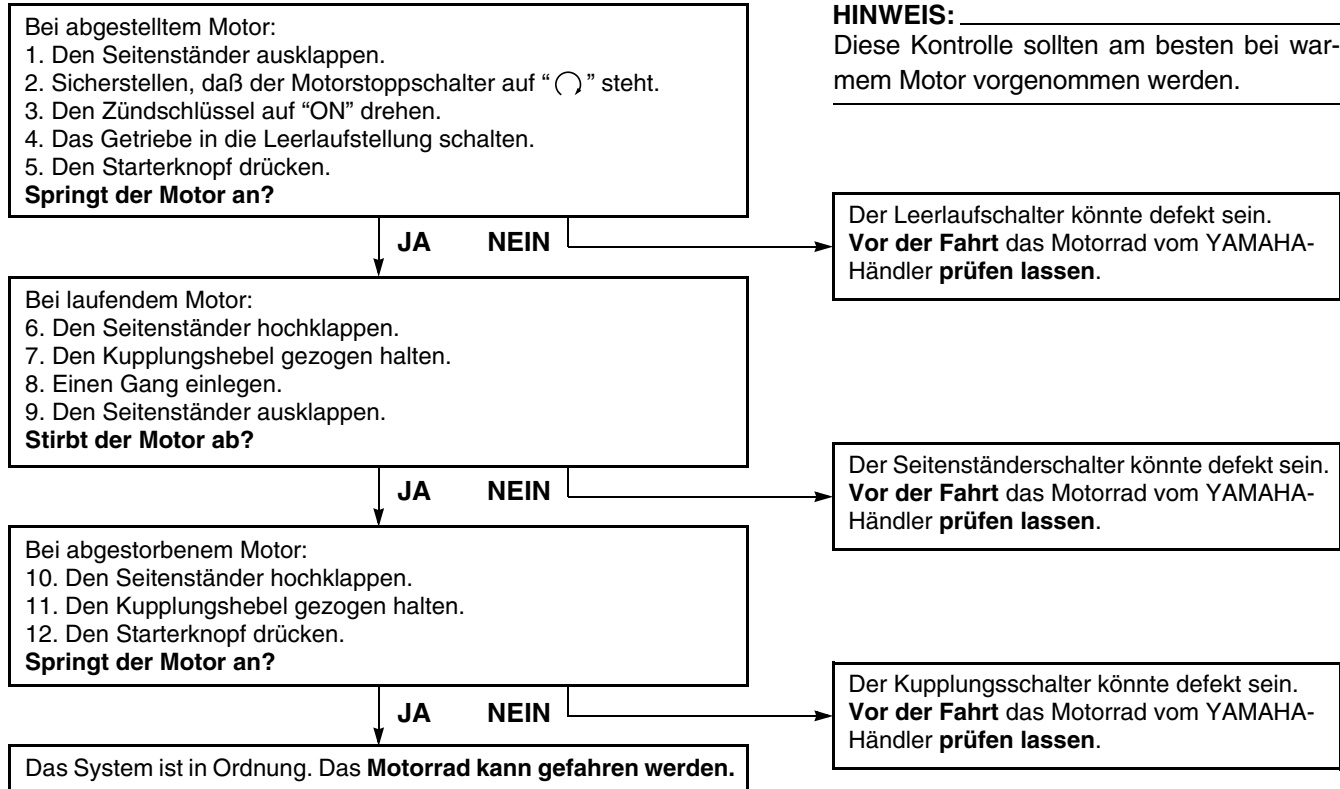 Bei abgestelltem Motor:
1. Den Seitenständer ausklappen.
2. Sicherstellen, daß der Motorstoppschalter auf “ ” steht.
3. Den Zündschlüssel auf “ON” drehen.
4. Das Getriebe in die Leerlaufstellung schalten.
5. Den Starterknopf drücken.
Springt der Motor an?
HINWEIS:
Diese Kontrolle sollten am besten bei war-
mem Motor vorgenommen werden.
JA NEIN
Der Leerlaufschalter könnte defekt sein.
Vor der Fahrt das Motorrad vom YAMAHA-
Händler prüfen lassen.
Bei laufendem Motor:
6. Den Seitenständer hochklappen.
7. Den Kupplungshebel gezogen halten.
8. Einen Gang einlegen.
9. Den Seitenständer ausklappen.
Stirbt der Motor ab?
JA NEIN
Der Seitenständerschalter könnte defekt sein.
Vor der Fahrt das Motorrad vom YAMAHA-
Händler prüfen lassen.
Bei abgestorbenem Motor:
10. Den Seitenständer hochklappen.
11. Den Kupplungshebel gezogen halten.
12. Den Starterknopf drücken.
Springt der Motor an?
JA NEIN
Der Kupplungsschalter könnte defekt sein.
Vor der Fahrt das Motorrad vom YAMAHA-
Händler prüfen lassen.
Das System ist in Ordnung. Das Motorrad kann gefahren werden.